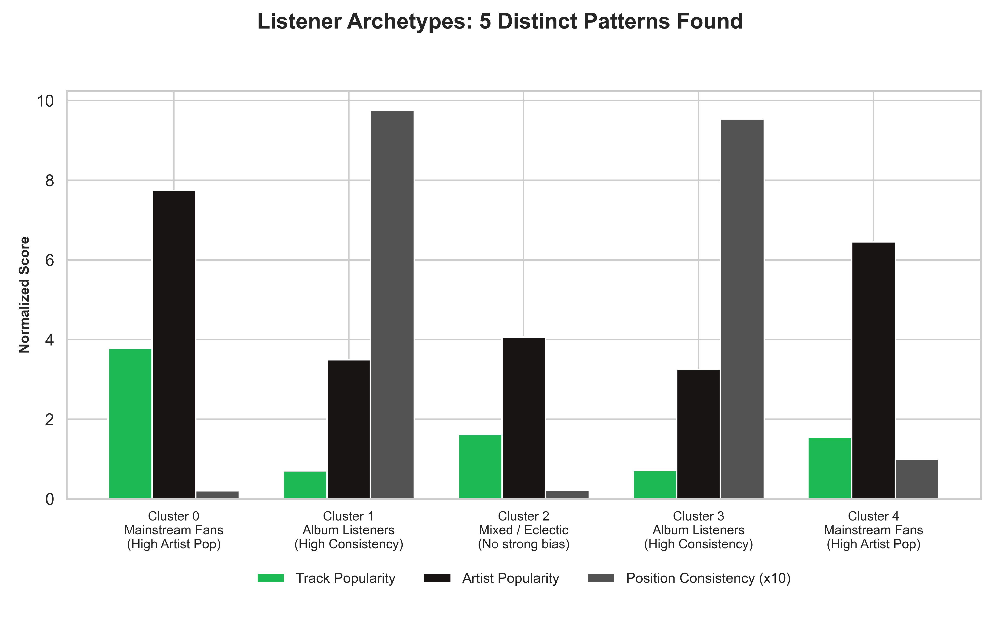 Listener Archetypes: 5 Distinct Patterns Found
Normalized Score
10
8
6
4
2
0
Cluster 0
Mainstream Fans
(High Artist Pop)
Cluster 1
Album Listeners
(High Consistency)
Cluster 2
Mixed / Eclectic
(No strong bias)
Cluster 3
Album Listeners
(High Consistency)
Cluster 4
Mainstream Fans
(High Artist Pop)
Track Popularity
Artist Popularity
Position Consistency (x10)